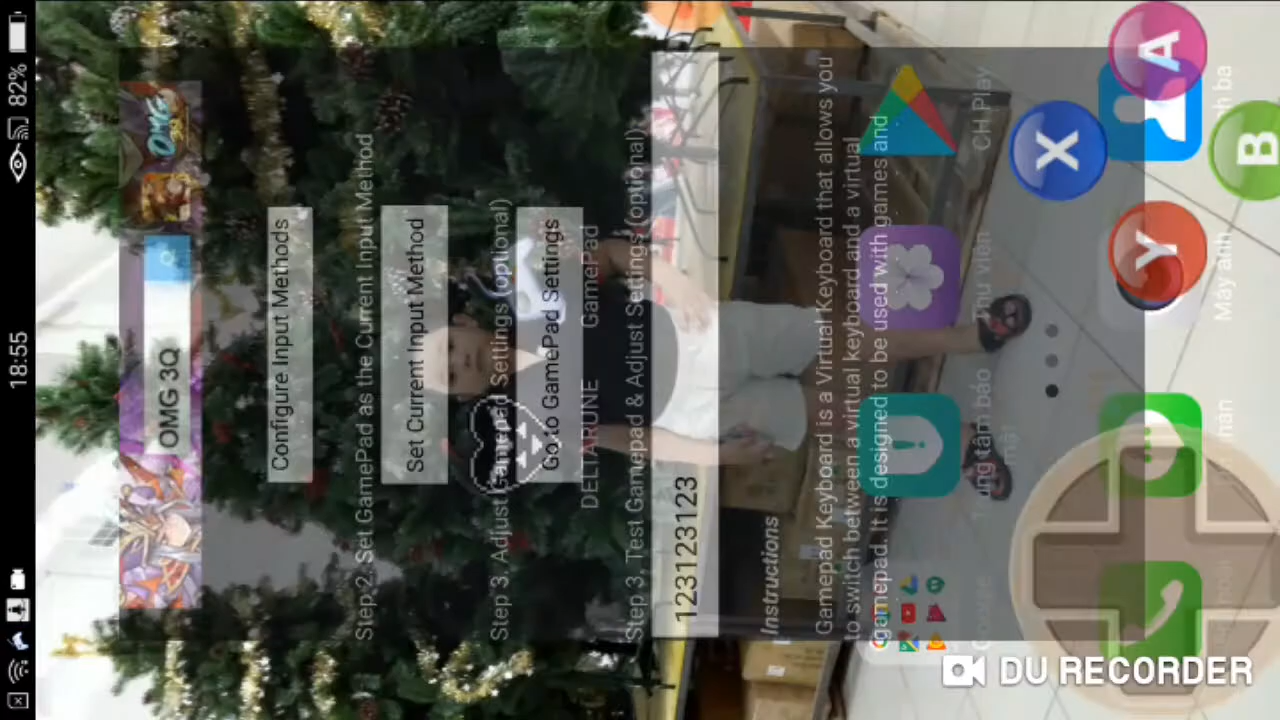 18:55
82%
OMG 3Q
Configure Input Methods
Step 2. Set GamePad as the Current Input Method
Set Current Input Method
Step 3. Adjust Gamepad Settings (optional)
Go to GamePad Settings
DELTARUNE
GamePad
Step 3, Test Gamepad & Adjust Settings (optional)
123123123
Instructions
Gamepad Keyboard is a Virtual Keyboard that allows you
to switch between a virtual keyboard and a virtual
gamepad. It is designed to be used with games and
CH Play
Thư viện
Máy ảnh
A
X
Y
B
DU RECORDER